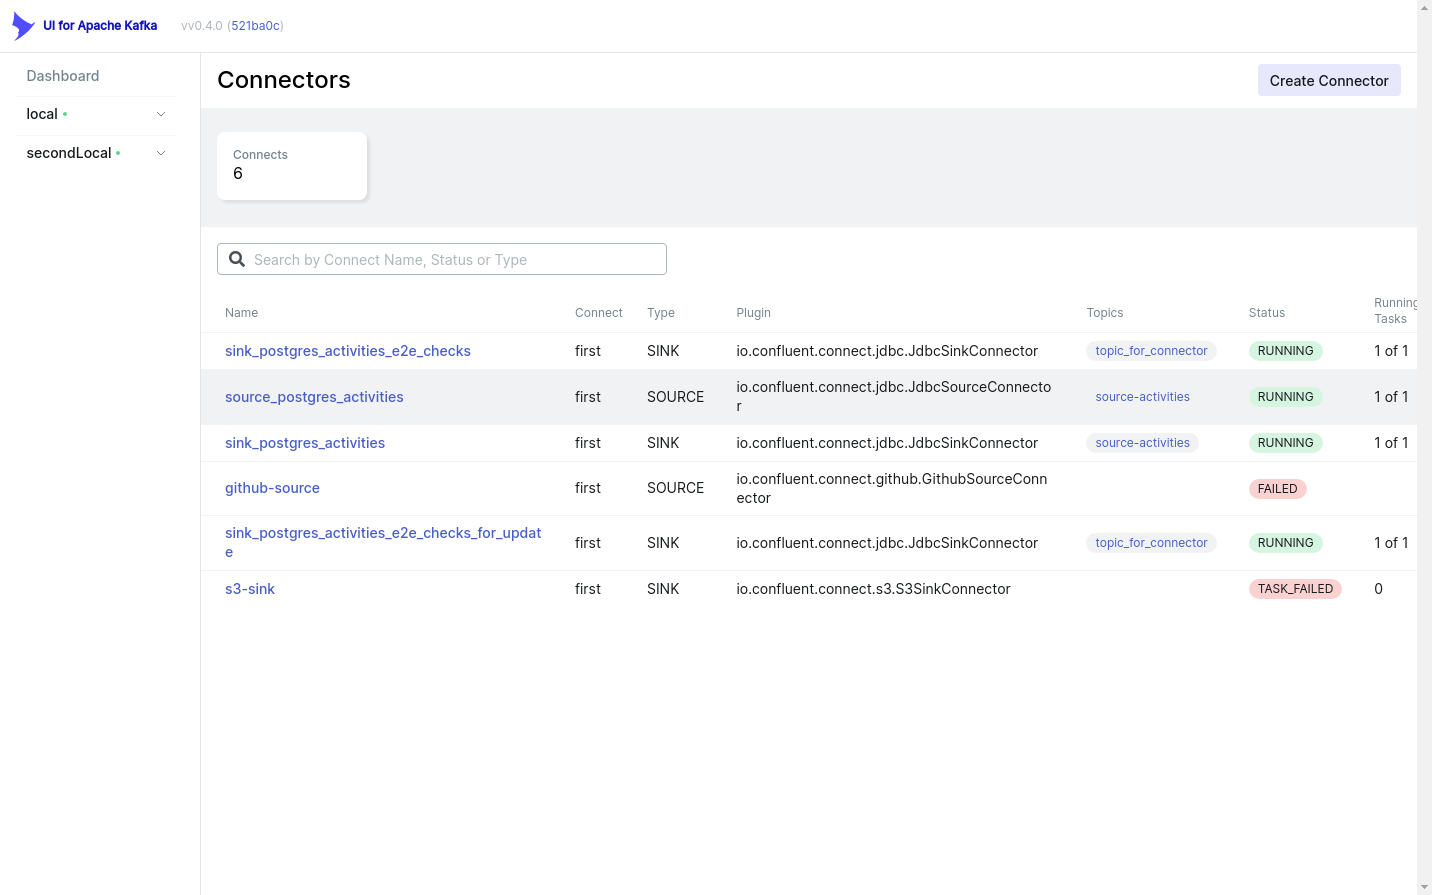 UI for Apache Kafka vv0.4.0 (521ba0c)
Dashboard
local
secondLocal
Connectors
Create Connector
Connects
6
Search by Connect Name, Status or Type
Name Connect Type Plugin Topics Status Running
Tasks
sink_postgres_activities_e2e_checks first SINK io.confluent.connect.jdbc.JdbcSinkConnector topic_for_connector RUNNING 1 of 1
source_postgres_activities first SOURCE io.confluent.connect.jdbc.JdbcSourceConnecto
r source-activities RUNNING 1 of 1
sink_postgres_activities first SINK io.confluent.connect.jdbc.JdbcSinkConnector source-activities RUNNING 1 of 1
github-source first SOURCE io.confluent.connect.github.GithubSourceConn
ector FAILED
sink_postgres_activities_e2e_checks_for_updat
e first SINK io.confluent.connect.jdbc.JdbcSinkConnector topic_for_connector RUNNING 1 of 1
s3-sink first SINK io.confluent.connect.s3.S3SinkConnector TASK_FAILED 0